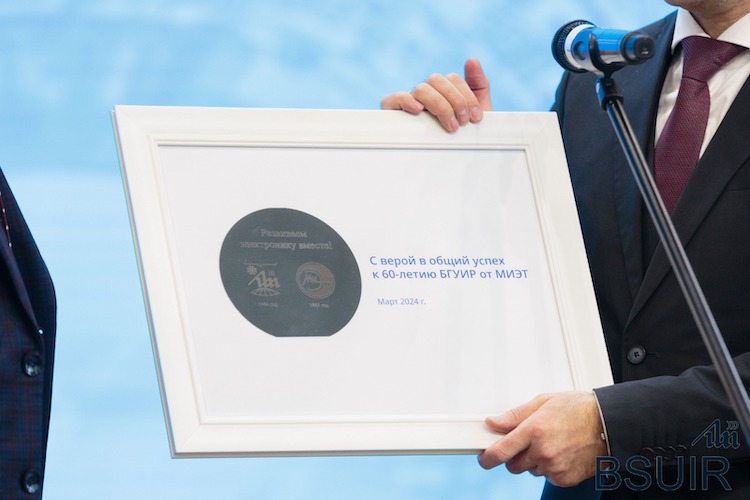 Развиваем
электронику вместе!
С верой в общий успех
к 60-летию БГУИР от МИЭТ
Март 2024 г.
BSUIR